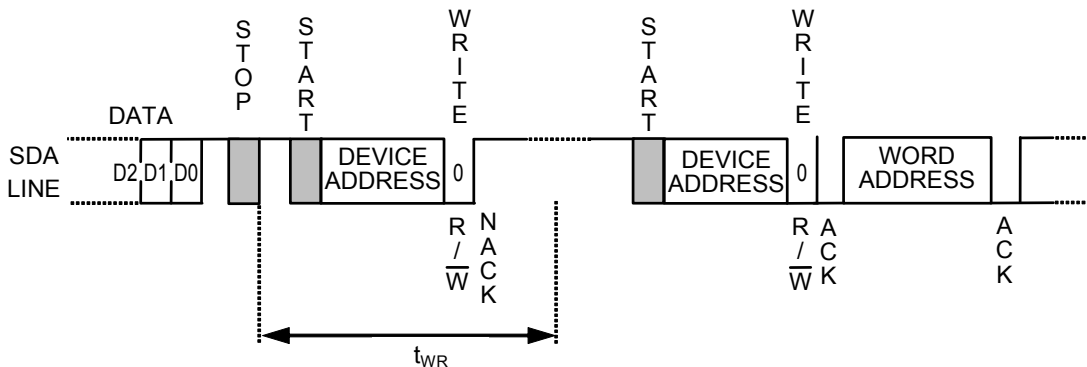 STOP
START
WRITE
START
WRITE
DATA
SDA
LINE
D2 D1 D0
DEVICE
ADDRESS
0
DEVICE
ADDRESS
0
WORD
ADDRESS
R/W̅
NACK
R/W̅
ACK
ACK
tWR